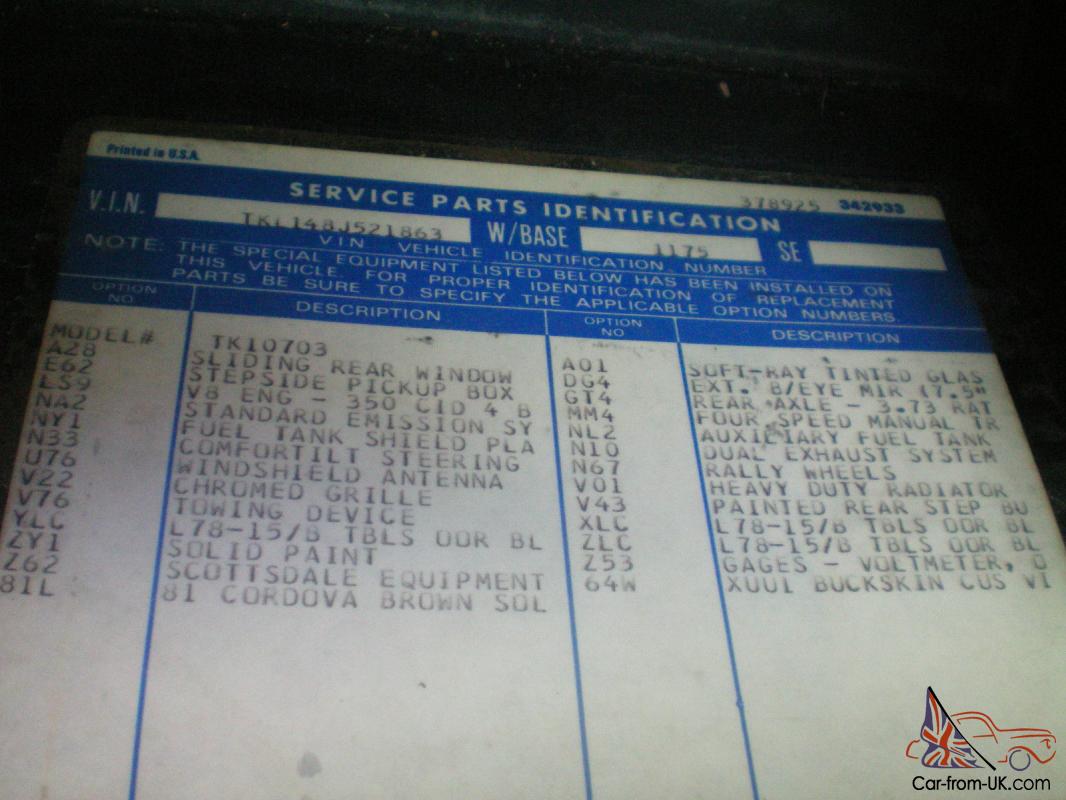 Printed in U.S.A.
378925 342933
SERVICE PARTS IDENTIFICATION
V.I.N. TKL148J521863 W/BASE 1175 SE
VIN VEHICLE IDENTIFICATION NUMBER
NOTE: THE SPECIAL EQUIPMENT LISTED BELOW HAS BEEN INSTALLED ON
THIS VEHICLE. FOR PROPER IDENTIFICATION OF REPLACEMENT
PARTS BE SURE TO SPECIFY THE APPLICABLE OPTION NUMBERS.
OPTION NO. DESCRIPTION
MODEL# TK10703
A28 SLIDING REAR WINDOW
E62 STEPSIDE PICKUP BOX
LS9 V8 ENG - 350 CID 4 B
NA2 STANDARD EMISSION SY
NY1 FUEL TANK SHIELD PLA
N33 COMFORTILT STEERING
U76 WINDSHIELD ANTENNA
V22 CHROMED GRILLE
V76 TOWING DEVICE
YLC L78-15/B TBLS OOR BL
ZY1 SOLID PAINT
Z62 SCOTTSDALE EQUIPMENT
81L 81 CORDOVA BROWN SOL
OPTION NO DESCRIPTION
A01 SOFT-RAY TINTED GLAS
DG4 EXT. B/EYE MIR (7.5"
GT4 REAR AXLE - 3.73 RAT
MM4 FOUR SPEED MANUAL TR
NL2 AUXILIARY FUEL TANK
N10 DUAL EXHAUST SYSTEM
N67 RALLY WHEELS
V01 HEAVY DUTY RADIATOR
V43 PAINTED REAR STEP BU
XLC L78-15/B TBLS OOR BL
ZLC L78-15/B TBLS OOR BL
Z53 GAGES - VOLTMETER, O
64W XOO1 BUCKSKIN CUS VI
Car-from-UK.com